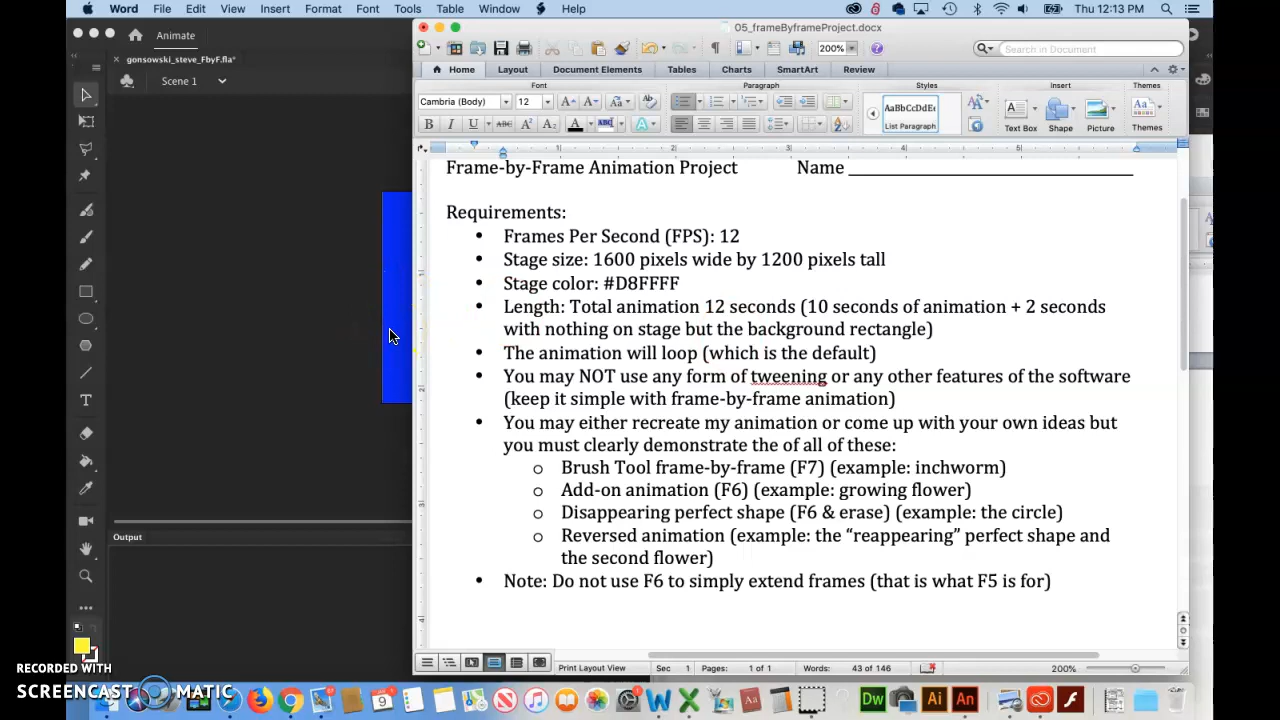 Word File Edit View Insert Format Font Tools Table Window Help Thu 12:13 PM
Animate
05_frameByframeProject.docx
gonsowski_steve_FbyF.fla*
200%
Search in Document
Scene 1
Home Layout Document Elements Tables Charts SmartArt Review
Font Paragraph Styles Insert Themes
Cambria (Body) 12
AaBbCcDdEe
List Paragraph
Text Box Shape Picture Themes
Frame-by-Frame Animation Project Name
Requirements:
• Frames Per Second (FPS): 12
• Stage size: 1600 pixels wide by 1200 pixels tall
• Stage color: #D8FFFF
• Length: Total animation 12 seconds (10 seconds of animation + 2 seconds
with nothing on stage but the background rectangle)
• The animation will loop (which is the default)
• You may NOT use any form of tweening or any other features of the software
(keep it simple with frame-by-frame animation)
• You may either recreate my animation or come up with your own ideas but
you must clearly demonstrate the of all of these:
o Brush Tool frame-by-frame (F7) (example: inchworm)
o Add-on animation (F6) (example: growing flower)
o Disappearing perfect shape (F6 & erase) (example: the circle)
o Reversed animation (example: the “reappearing” perfect shape and
the second flower)
• Note: Do not use F6 to simply extend frames (that is what F5 is for)
Output
Print Layout View Sec 1 Pages: 1 of 1 Words: 43 of 146 200%
RECORDED WITH
SCREENCAST MATIC
9 Dw Ai An